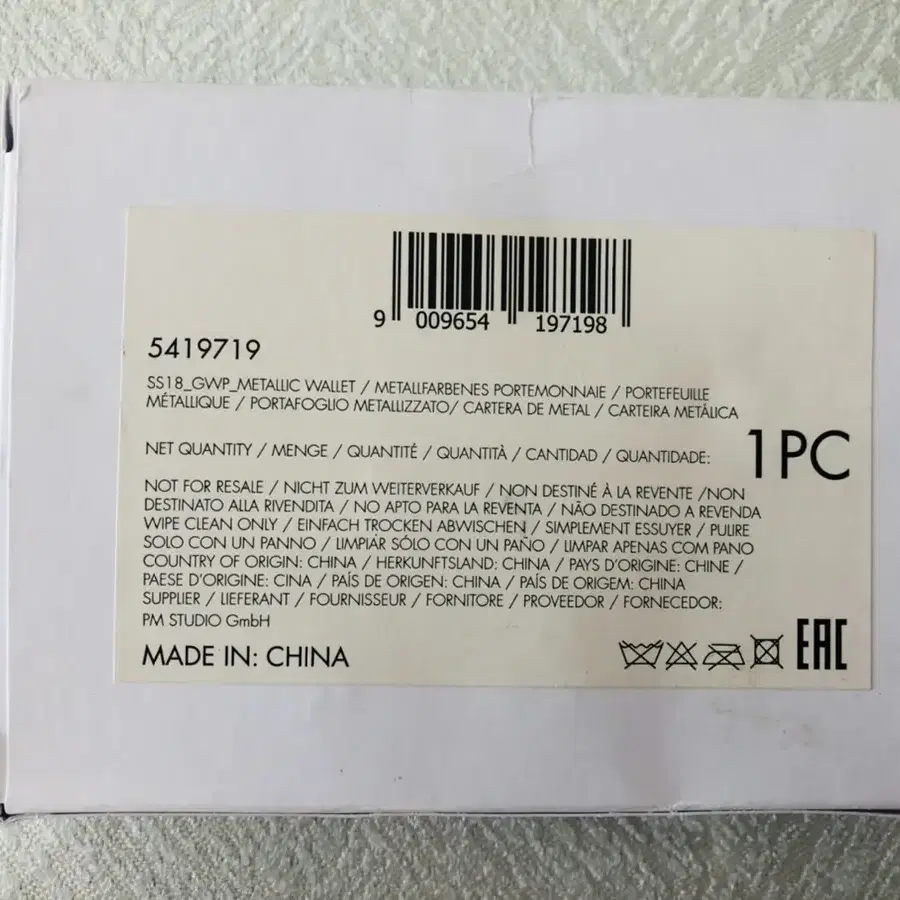 9 009654 197198
5419719
SS18_GWP_METALLIC WALLET / METALLFARBENES PORTEMONNAIE / PORTEFEUILLE
MÉTALLIQUE / PORTAFOGLIO METALLIZZATO/ CARTERA DE METAL / CARTEIRA METÁLICA
NET QUANTITY / MENGE / QUANTITÉ / QUANTITÀ / CANTIDAD / QUANTIDADE: 1PC
NOT FOR RESALE / NICHT ZUM WEITERVERKAUF / NON DESTINÉ À LA REVENTE /NON
DESTINATO ALLA RIVENDITA / NO APTO PARA LA REVENTA / NÃO DESTINADO A REVENDA
WIPE CLEAN ONLY / EINFACH TROCKEN ABWISCHEN / SIMPLEMENT ESSUYER / PULIRE
SOLO CON UN PANNO / LIMPIAR SÓLO CON UN PAÑO / LIMPAR APENAS COM PANO
COUNTRY OF ORIGIN: CHINA / HERKUNFTSLAND: CHINA / PAYS D'ORIGINE: CHINE /
PAESE D'ORIGINE: CINA / PAÍS DE ORIGEN: CHINA / PAÍS DE ORIGEM: CHINA
SUPPLIER / LIEFERANT / FOURNISSEUR / FORNITORE / PROVEEDOR / FORNECEDOR:
PM STUDIO GmbH
MADE IN: CHINA
EAC